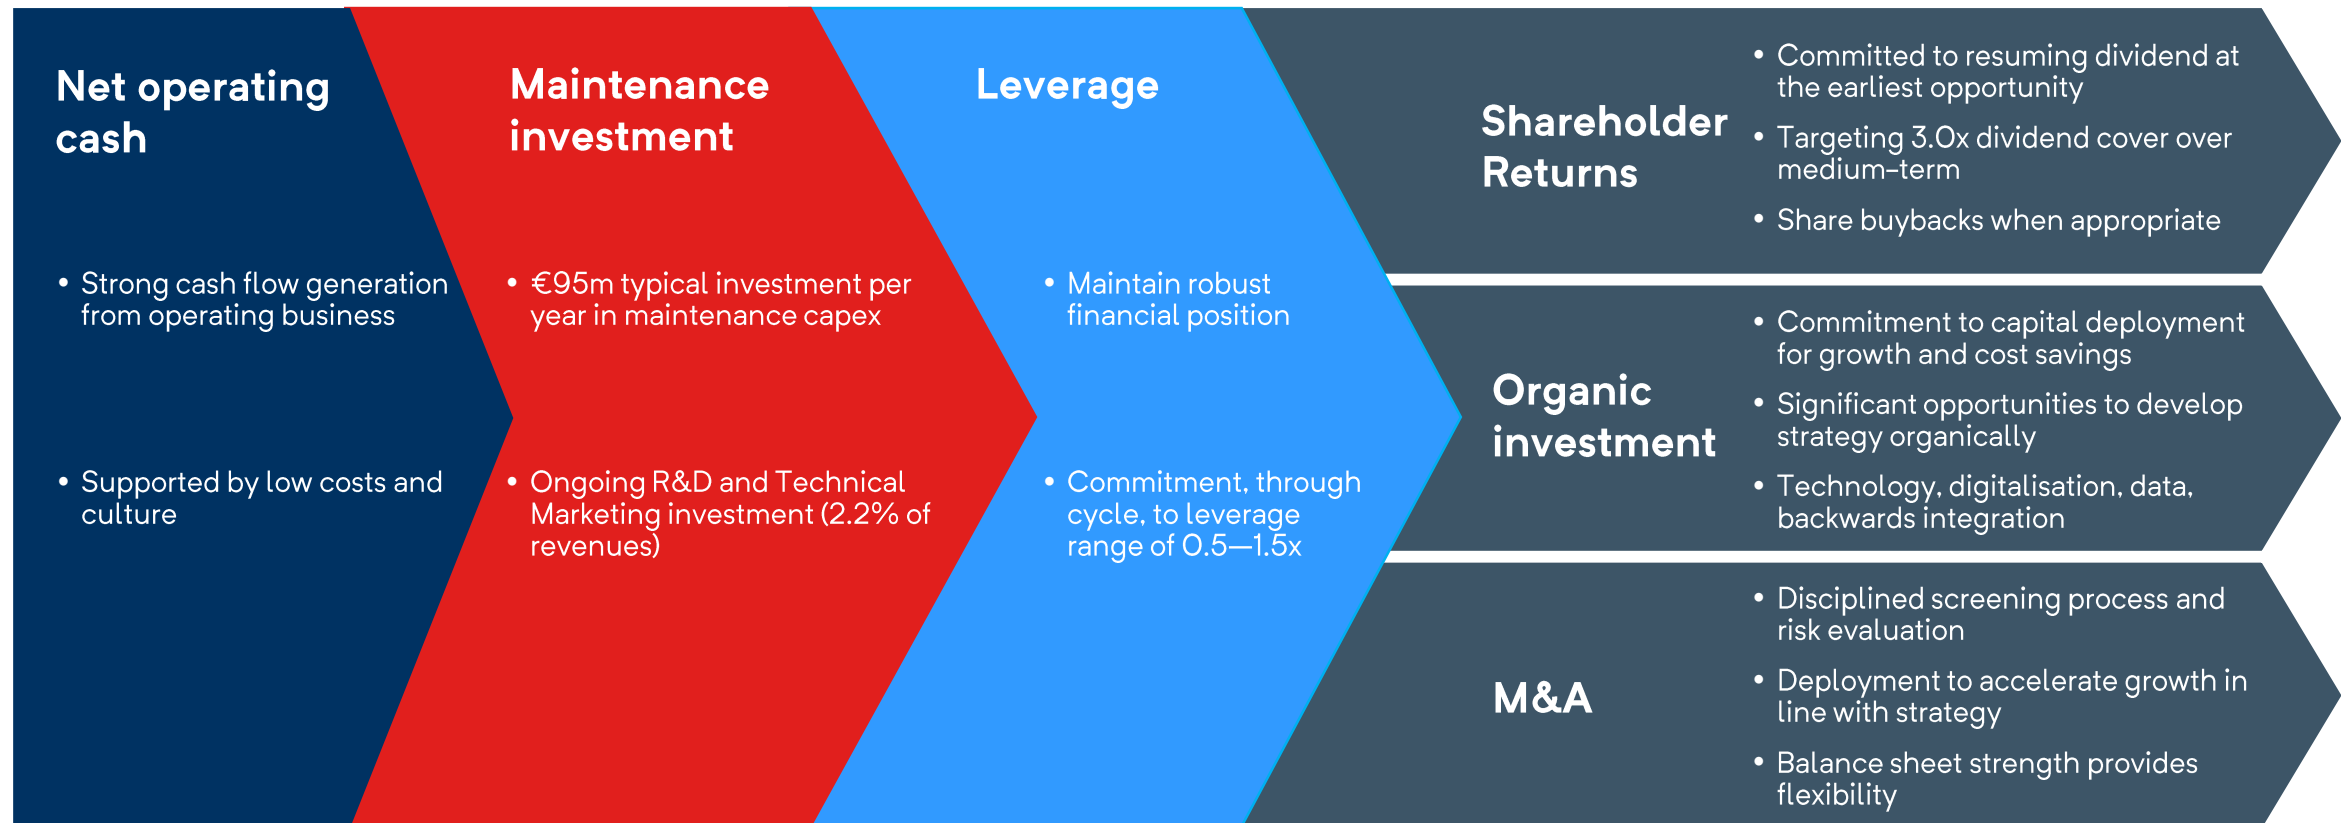 Net operating
cash
• Strong cash flow generation
from operating business
• Supported by low costs and
culture
Maintenance
investment
• €95m typical investment per
year in maintenance capex
• Ongoing R&D and Technical
Marketing investment (2.2% of
revenues)
Leverage
• Maintain robust
financial position
• Commitment, through
cycle, to leverage
range of 0.5—1.5x
Shareholder
Returns
• Committed to resuming dividend at
the earliest opportunity
• Targeting 3.0x dividend cover over
medium-term
• Share buybacks when appropriate
Organic
investment
• Commitment to capital deployment
for growth and cost savings
• Significant opportunities to develop
strategy organically
• Technology, digitalisation, data,
backwards integration
M&A
• Disciplined screening process and
risk evaluation
• Deployment to accelerate growth in
line with strategy
• Balance sheet strength provides
flexibility